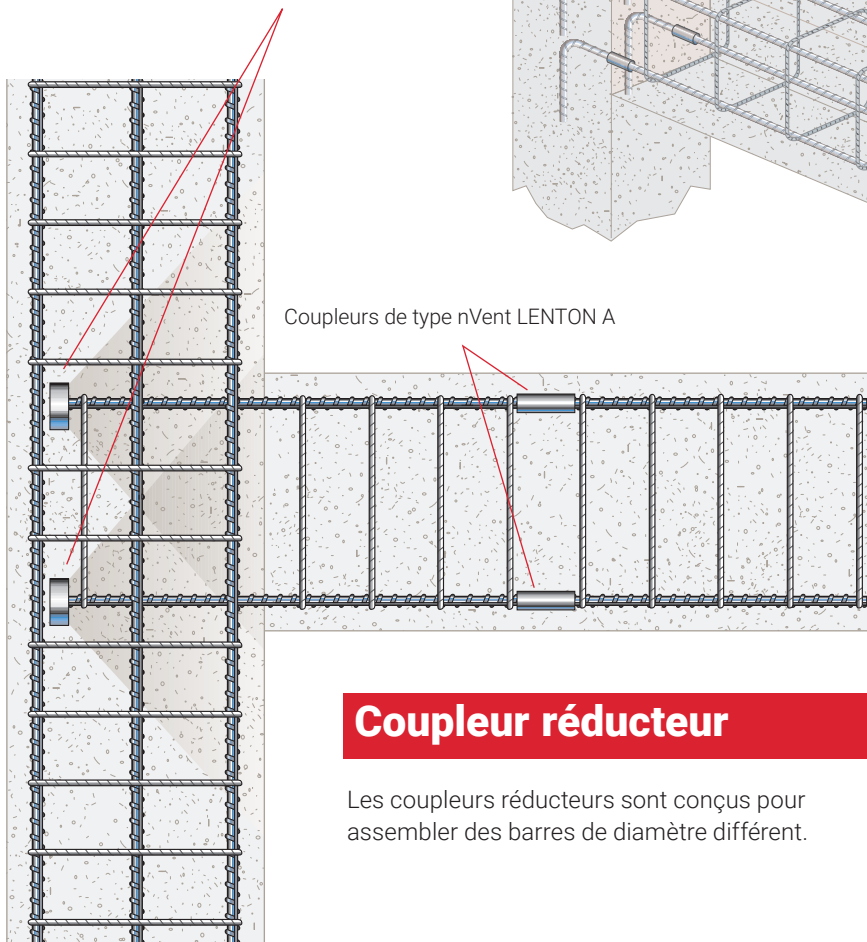 Coupleurs de type nVent LENTON A
Coupleur réducteur
Les coupleurs réducteurs sont conçus pour
assembler des barres de diamètre différent.